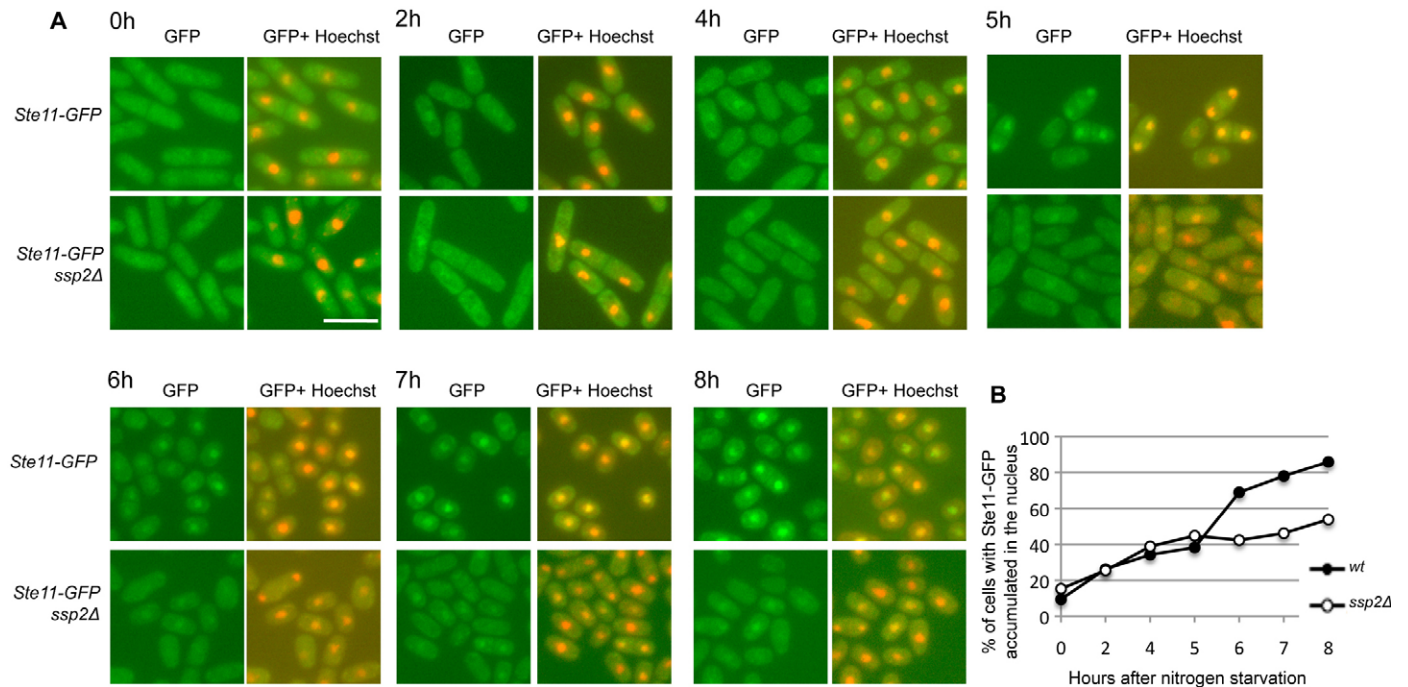 A
0h
2h
4h
5h
GFP GFP+ Hoechst
GFP GFP+ Hoechst
GFP GFP+ Hoechst
GFP GFP+ Hoechst
Ste11-GFP
Ste11-GFP
ssp2Δ
6h
7h
8h
GFP GFP+ Hoechst
GFP GFP+ Hoechst
GFP GFP+ Hoechst
Ste11-GFP
Ste11-GFP
ssp2Δ
B
% of cells with Ste11-GFP
accumulated in the nucleus
100
80
60
40
20
0
0 2 4 5 6 7 8
Hours after nitrogen starvation
wt
ssp2Δ